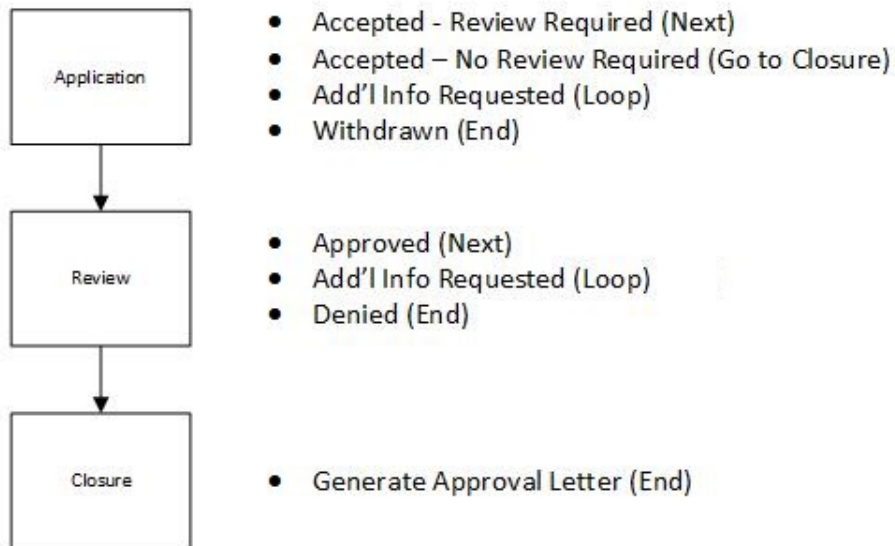 Application
• Accepted - Review Required (Next)
• Accepted – No Review Required (Go to Closure)
• Add’l Info Requested (Loop)
• Withdrawn (End)
Review
• Approved (Next)
• Add’l Info Requested (Loop)
• Denied (End)
Closure
• Generate Approval Letter (End)